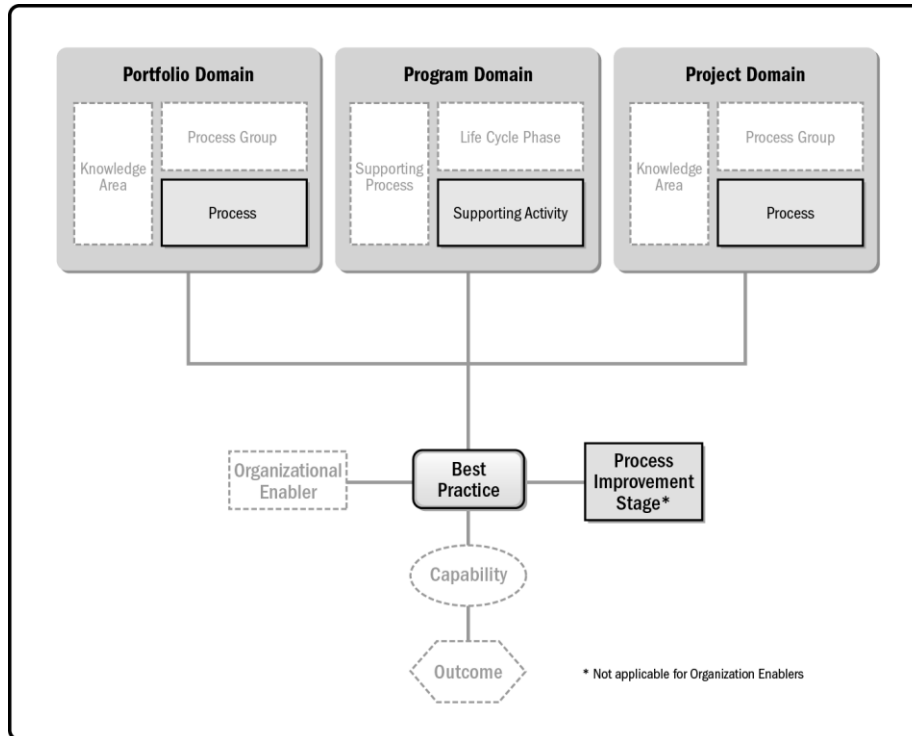 Portfolio Domain
Knowledge
Area
Process Group
Process
Program Domain
Supporting
Process
Life Cycle Phase
Supporting Activity
Project Domain
Knowledge
Area
Process Group
Process
Organizational
Enabler
Best
Practice
Process
Improvement
Stage*
Capability
Outcome
* Not applicable for Organization Enablers